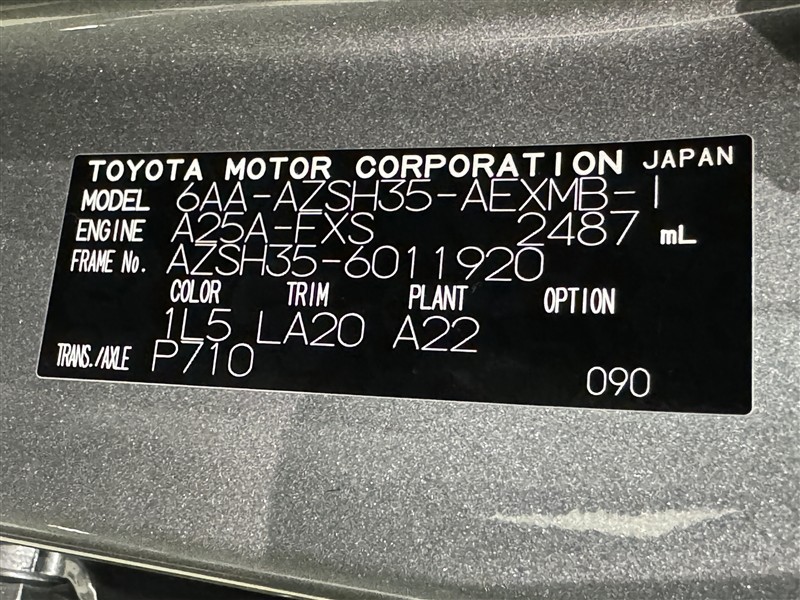 TOYOTA MOTOR CORPORATION JAPAN
MODEL 6AA-AZSH35-AEXMB-I
ENGINE A25A-FXS 2487 mL
FRAME No. AZSH35-6011920
COLOR TRIM PLANT OPTION
1L5 LA20 A22
TRANS./AXLE P710
090